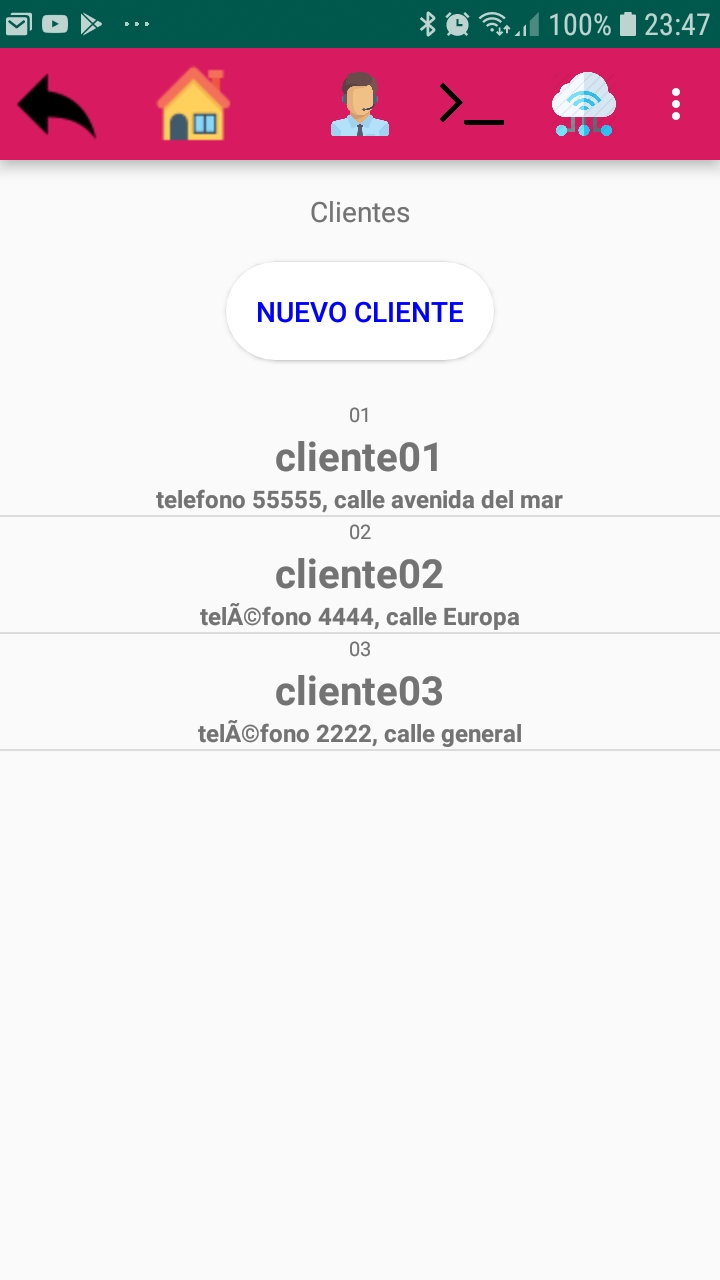 100% 23:47
Clientes
NUEVO CLIENTE
01
cliente01
telefono 55555, calle avenida del mar
02
cliente02
telÃ©fono 4444, calle Europa
03
cliente03
telÃ©fono 2222, calle general